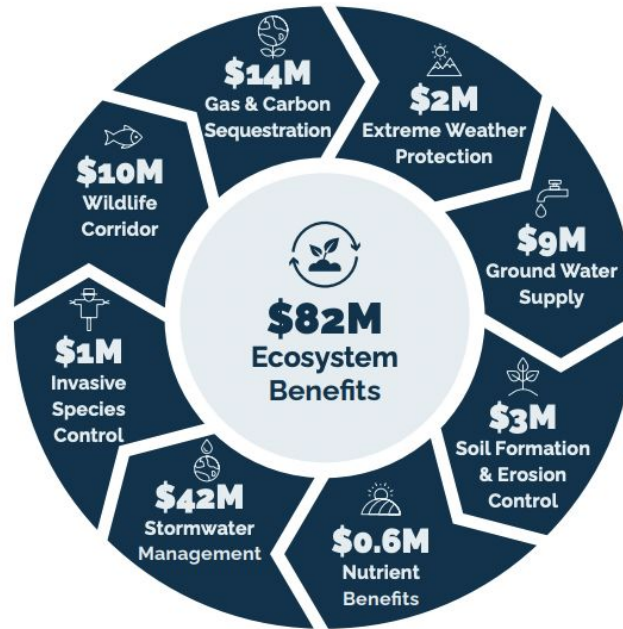 $82M
Ecosystem
Benefits
$14M
Gas & Carbon
Sequestration
$2M
Extreme Weather
Protection
$9M
Ground Water
Supply
$3M
Soil Formation
& Erosion
Control
$0.6M
Nutrient
Benefits
$42M
Stormwater
Management
$1M
Invasive
Species
Control
$10M
Wildlife
Corridor